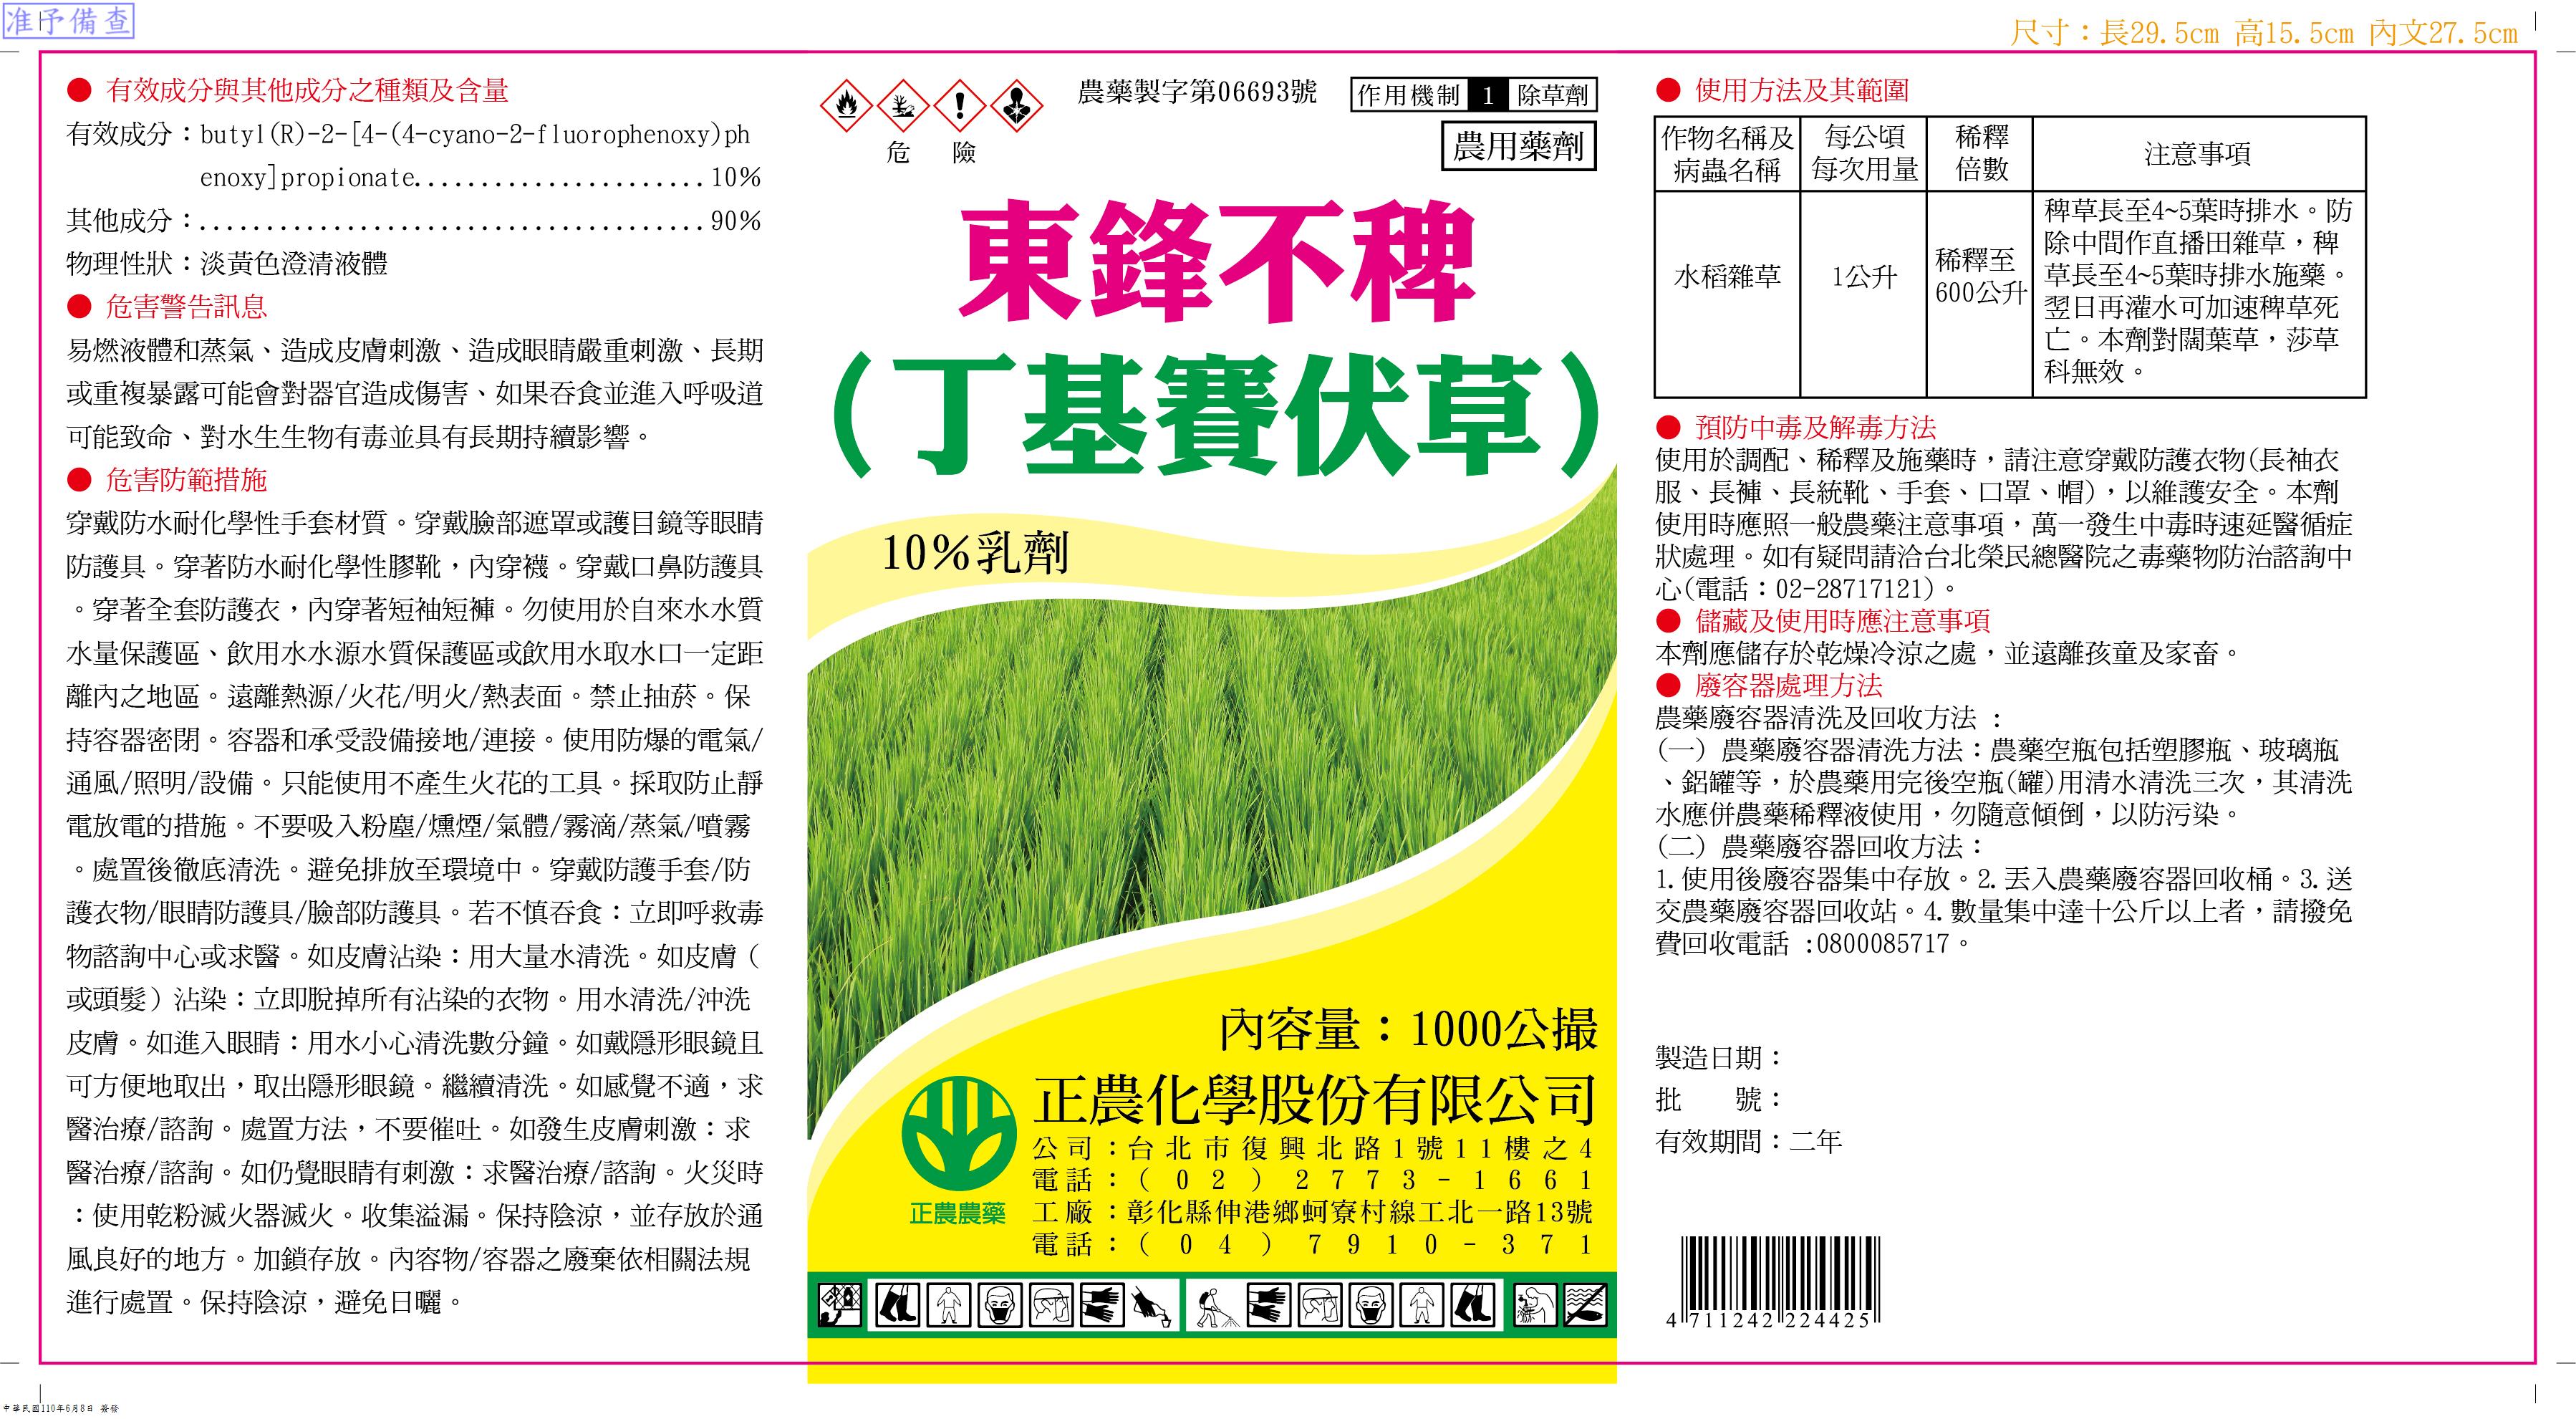 准予備查
尺寸：長29.5cm 高15.5cm 內文27.5cm
● 有效成分與其他成分之種類及含量
有效成分：butyl(R)-2-[4-(4-cyano-2-fluorophenoxy)ph
enoxy]propionate......................10%
其他成分：......................................90%
物理性狀：淡黃色澄清液體
● 危害警告訊息
易燃液體和蒸氣、造成皮膚刺激、造成眼睛嚴重刺激、長期
或重複暴露可能會對器官造成傷害、如果吞食並進入呼吸道
可能致命、對水生生物有毒並具有長期持續影響。
● 危害防範措施
穿戴防水耐化學性手套材質。穿戴臉部遮罩或護目鏡等眼睛
防護具。穿著防水耐化學性膠靴，內穿襪。穿戴口鼻防護具
。穿著全套防護衣，內穿著短袖短褲。勿使用於自來水水質
水量保護區、飲用水水源水質保護區或飲用水取水口一定距
離內之地區。遠離熱源/火花/明火/熱表面。禁止抽菸。保
持容器密閉。容器和承受設備接地/連接。使用防爆的電氣/
通風/照明/設備。只能使用不產生火花的工具。採取防止靜
電放電的措施。不要吸入粉塵/燻煙/氣體/霧滴/蒸氣/噴霧
。處置後徹底清洗。避免排放至環境中。穿戴防護手套/防
護衣物/眼睛防護具/臉部防護具。若不慎吞食：立即呼救毒
物諮詢中心或求醫。如皮膚沾染：用大量水清洗。如皮膚（
或頭髮）沾染：立即脫掉所有沾染的衣物。用水清洗/沖洗
皮膚。如進入眼睛：用水小心清洗數分鐘。如戴隱形眼鏡且
可方便地取出，取出隱形眼鏡。繼續清洗。如感覺不適，求
醫治療/諮詢。處置方法，不要催吐。如發生皮膚刺激：求
醫治療/諮詢。如仍覺眼睛有刺激：求醫治療/諮詢。火災時
：使用乾粉滅火器滅火。收集溢漏。保持陰涼，並存放於通
風良好的地方。加鎖存放。內容物/容器之廢棄依相關法規
進行處置。保持陰涼，避免日曬。
危 險
農藥製字第06693號
作用機制 1 除草劑
農用藥劑
東鋒不稗
（丁基賽伏草）
10%乳劑
內容量：1000公撮
正農化學股份有限公司
公司：台北市復興北路1號11樓之4
電話：(02)2773-1661
工廠：彰化縣伸港鄉蚵寮村線工北一路13號
電話：(04)7910-371
正農農藥
● 使用方法及其範圍
作物名稱及病蟲名稱 每公頃每次用量 稀釋倍數 注意事項
水稻雜草 1公升 稀釋至600公升
稗草長至4~5葉時排水。防
除中間作直播田雜草，稗
草長至4~5葉時排水施藥。
翌日再灌水可加速稗草死
亡。本劑對闊葉草，莎草
科無效。
● 預防中毒及解毒方法
使用於調配、稀釋及施藥時，請注意穿戴防護衣物(長袖衣
服、長褲、長統靴、手套、口罩、帽)，以維護安全。本劑
使用時應照一般農藥注意事項，萬一發生中毒時速延醫循症
狀處理。如有疑問請洽台北榮民總醫院之毒藥物防治諮詢中
心(電話：02-28717121)。
● 儲藏及使用時應注意事項
本劑應儲存於乾燥冷涼之處，並遠離孩童及家畜。
● 廢容器處理方法
農藥廢容器清洗及回收方法 :
(一) 農藥廢容器清洗方法：農藥空瓶包括塑膠瓶、玻璃瓶
、鋁罐等，於農藥用完後空瓶(罐)用清水清洗三次，其清洗
水應併農藥稀釋液使用，勿隨意傾倒，以防污染。
(二) 農藥廢容器回收方法：
1.使用後廢容器集中存放。2.丟入農藥廢容器回收桶。3.送
交農藥廢容器回收站。4.數量集中達十公斤以上者，請撥免
費回收電話 :0800085717。
製造日期：
批　　號：
有效期間：二年
4 711242 224425
中華民國110年6月8日 簽發